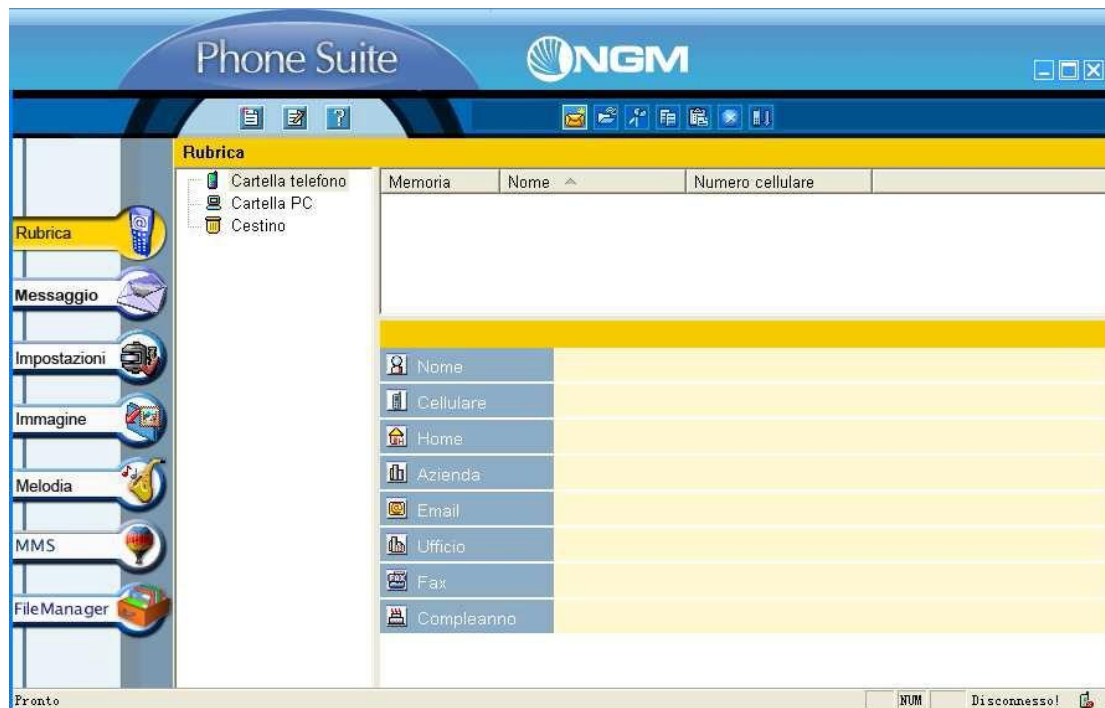 Phone Suite NGM
Rubrica
Cartella telefono
Cartella PC
Cestino
Memoria Nome Numero cellulare
Rubrica
Messaggio
Impostazioni
Immagine
Melodia
MMS
FileManager
Nome
Cellulare
Home
Azienda
Email
Ufficio
Fax
Compleanno
Pronto NUM Disconnesso!